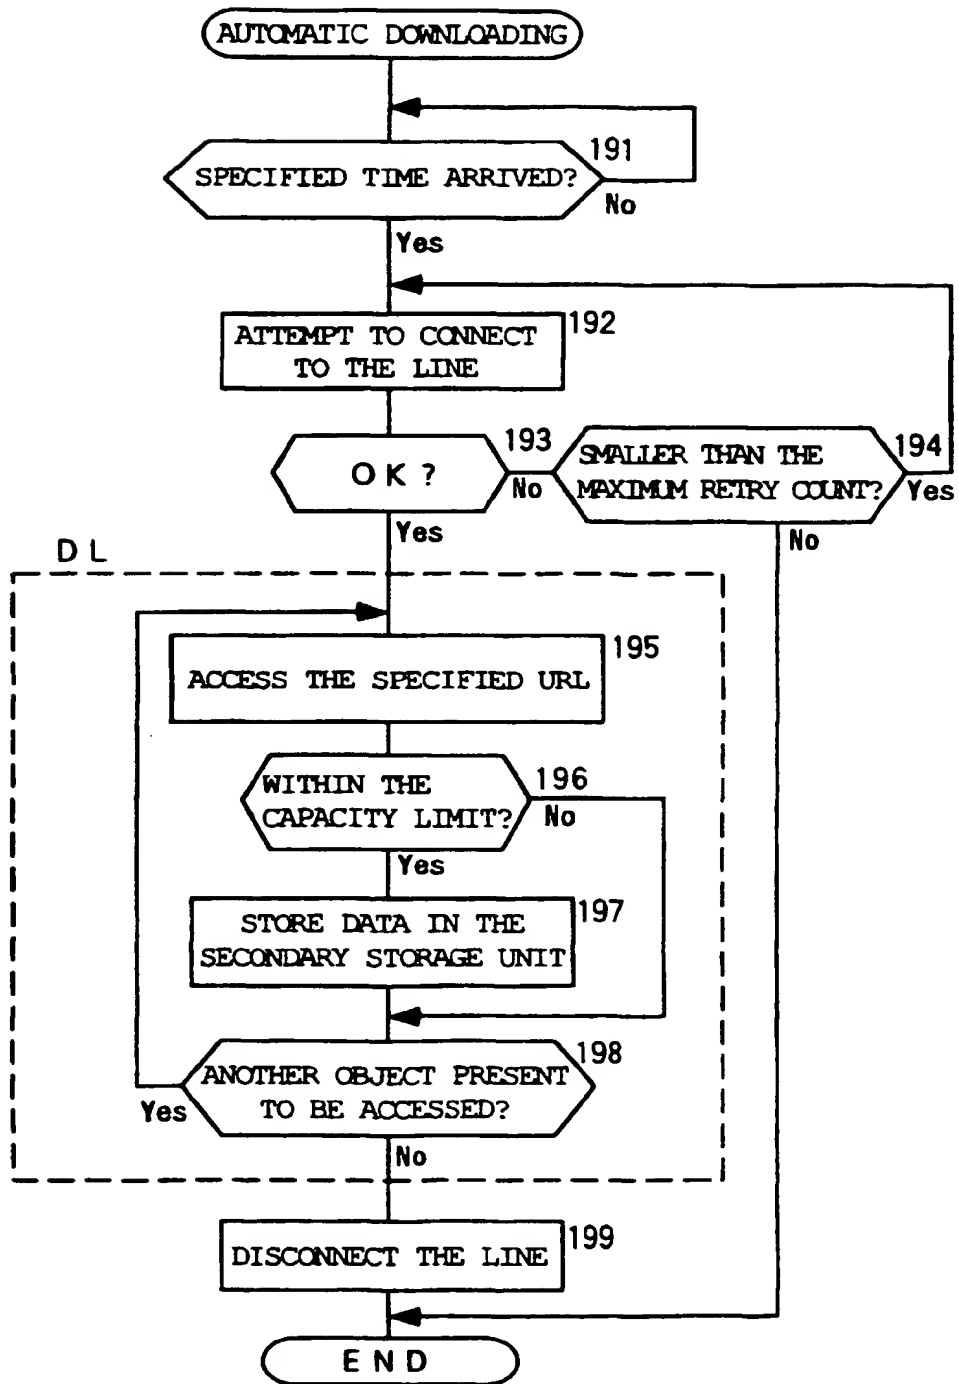 AUTOMATIC DOWNLOADING
191
SPECIFIED TIME ARRIVED?
No
Yes
192
ATTEMPT TO CONNECT
TO THE LINE
193
OK?
No
Yes
194
SMALLER THAN THE
MAXIMUM RETRY COUNT?
Yes
No
DL
195
ACCESS THE SPECIFIED URL
196
WITHIN THE
CAPACITY LIMIT?
No
Yes
197
STORE DATA IN THE
SECONDARY STORAGE UNIT
198
ANOTHER OBJECT PRESENT
TO BE ACCESSED?
Yes
No
199
DISCONNECT THE LINE
END